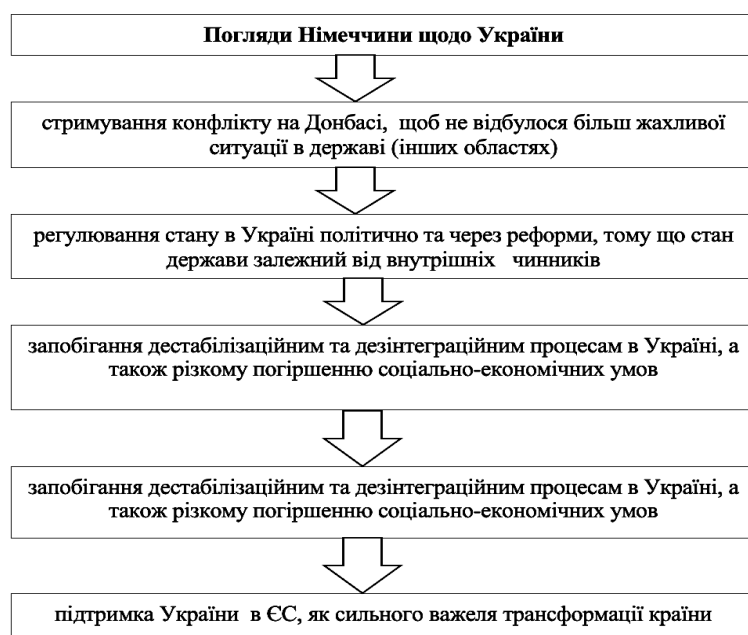 Погляди Німеччини щодо України
стримування конфлікту на Донбасі, щоб не відбулося більш жахливої
ситуації в державі (інших областях)
регулювання стану в Україні політично та через реформи, тому що стан
держави залежний від внутрішніх чинників
запобігання дестабілізаційним та дезінтеграційним процесам в Україні, а
також різкому погіршенню соціально-економічних умов
запобігання дестабілізаційним та дезінтеграційним процесам в Україні, а
також різкому погіршенню соціально-економічних умов
підтримка України в ЄС, як сильного важеля трансформації країни